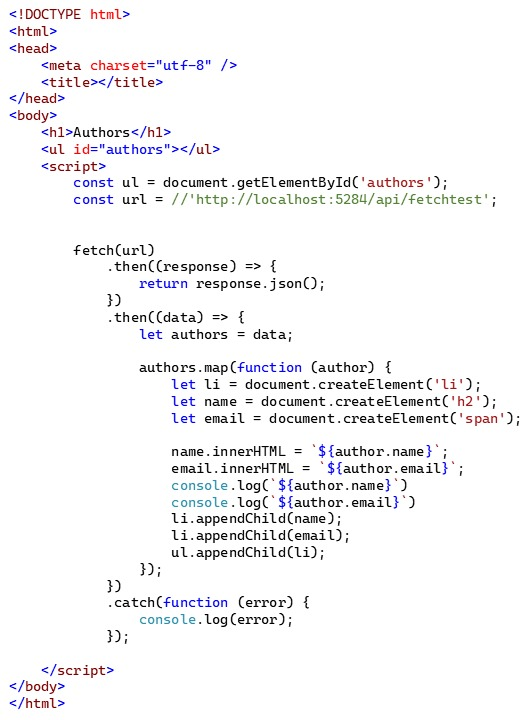 <!DOCTYPE html>
<html>
<head>
    <meta charset="utf-8" />
    <title></title>
</head>
<body>
    <h1>Authors</h1>
    <ul id="authors"></ul>
    <script>
        const ul = document.getElementById('authors');
        const url = //'http://localhost:5284/api/fetchtest';
        fetch(url)
            .then((response) => {
                return response.json();
            })
            .then((data) => {
                let authors = data;
                authors.map(function (author) {
                    let li = document.createElement('li');
                    let name = document.createElement('h2');
                    let email = document.createElement('span');
                    name.innerHTML = `${author.name}`;
                    email.innerHTML = `${author.email}`;
                    console.log(`${author.name}`)
                    console.log(`${author.email}`)
                    li.appendChild(name);
                    li.appendChild(email);
                    ul.appendChild(li);
                });
            })
            .catch(function (error) {
                console.log(error);
            });
    </script>
</body>
</html>